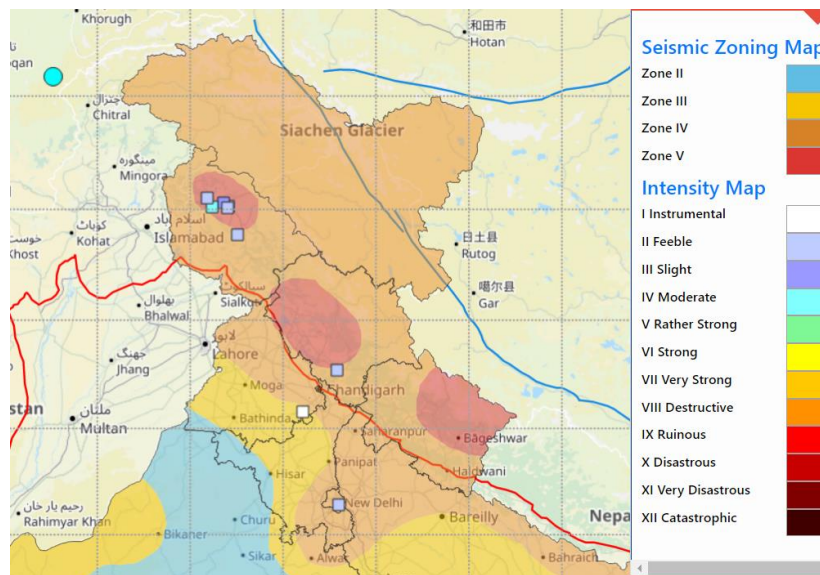 Khorugh
和田市
Hotan
چترال
Chitral
Siachen Glacier
مینگورہ
Mingora
کوہاٹ
Kohat
Khost
اسلام آباد
Islamabad
日土县
Rutog
噶尔县
Gar
سیالکوٹ
Sialkot
بھلوال
Bhalwal
لاہور
Lahore
جھنگ
Jhang
ملتان
Multan
Moga
Chandigarh
Bathinda
Saharanpur
Bageshwar
Haldwani
Panipat
Hisar
رحیم یار خان
Rahimyar Khan
New Delhi
Churu
Bikaner
Bareilly
Nepa
Sikar
Alwar
Bahraich
Seismic Zoning Map
Zone II
Zone III
Zone IV
Zone V
Intensity Map
I Instrumental
II Feeble
III Slight
IV Moderate
V Rather Strong
VI Strong
VII Very Strong
VIII Destructive
IX Ruinous
X Disastrous
XI Very Disastrous
XII Catastrophic